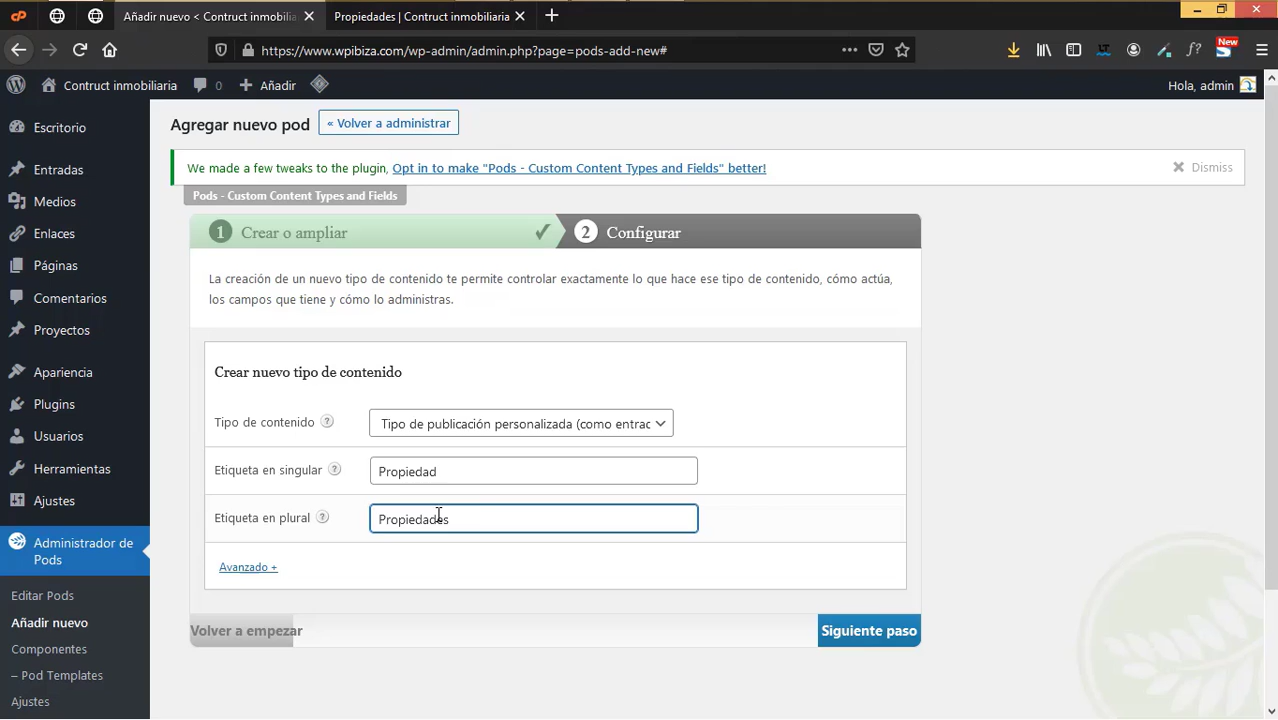 Añadir nuevo < Contruct inmobilia
Propiedades | Contruct inmobiliaria
https://www.wpibiza.com/wp-admin/admin.php?page=pods-add-new#
New
Contruct inmobiliaria
0
Añadir
Hola, admin
Escritorio
Entradas
Medios
Enlaces
Páginas
Comentarios
Proyectos
Apariencia
Plugins
Usuarios
Herramientas
Ajustes
Administrador de
Pods
Editar Pods
Añadir nuevo
Componentes
– Pod Templates
Ajustes
Agregar nuevo pod
« Volver a administrar
We made a few tweaks to the plugin, Opt in to make "Pods - Custom Content Types and Fields" better!
Dismiss
Pods - Custom Content Types and Fields
1 Crear o ampliar
2 Configurar
La creación de un nuevo tipo de contenido te permite controlar exactamente lo que hace ese tipo de contenido, cómo actúa,
los campos que tiene y cómo lo administras.
Crear nuevo tipo de contenido
Tipo de contenido ?
Tipo de publicación personalizada (como entrac
Etiqueta en singular ?
Propiedad
Etiqueta en plural ?
Propiedades
Avanzado +
Volver a empezar
Siguiente paso